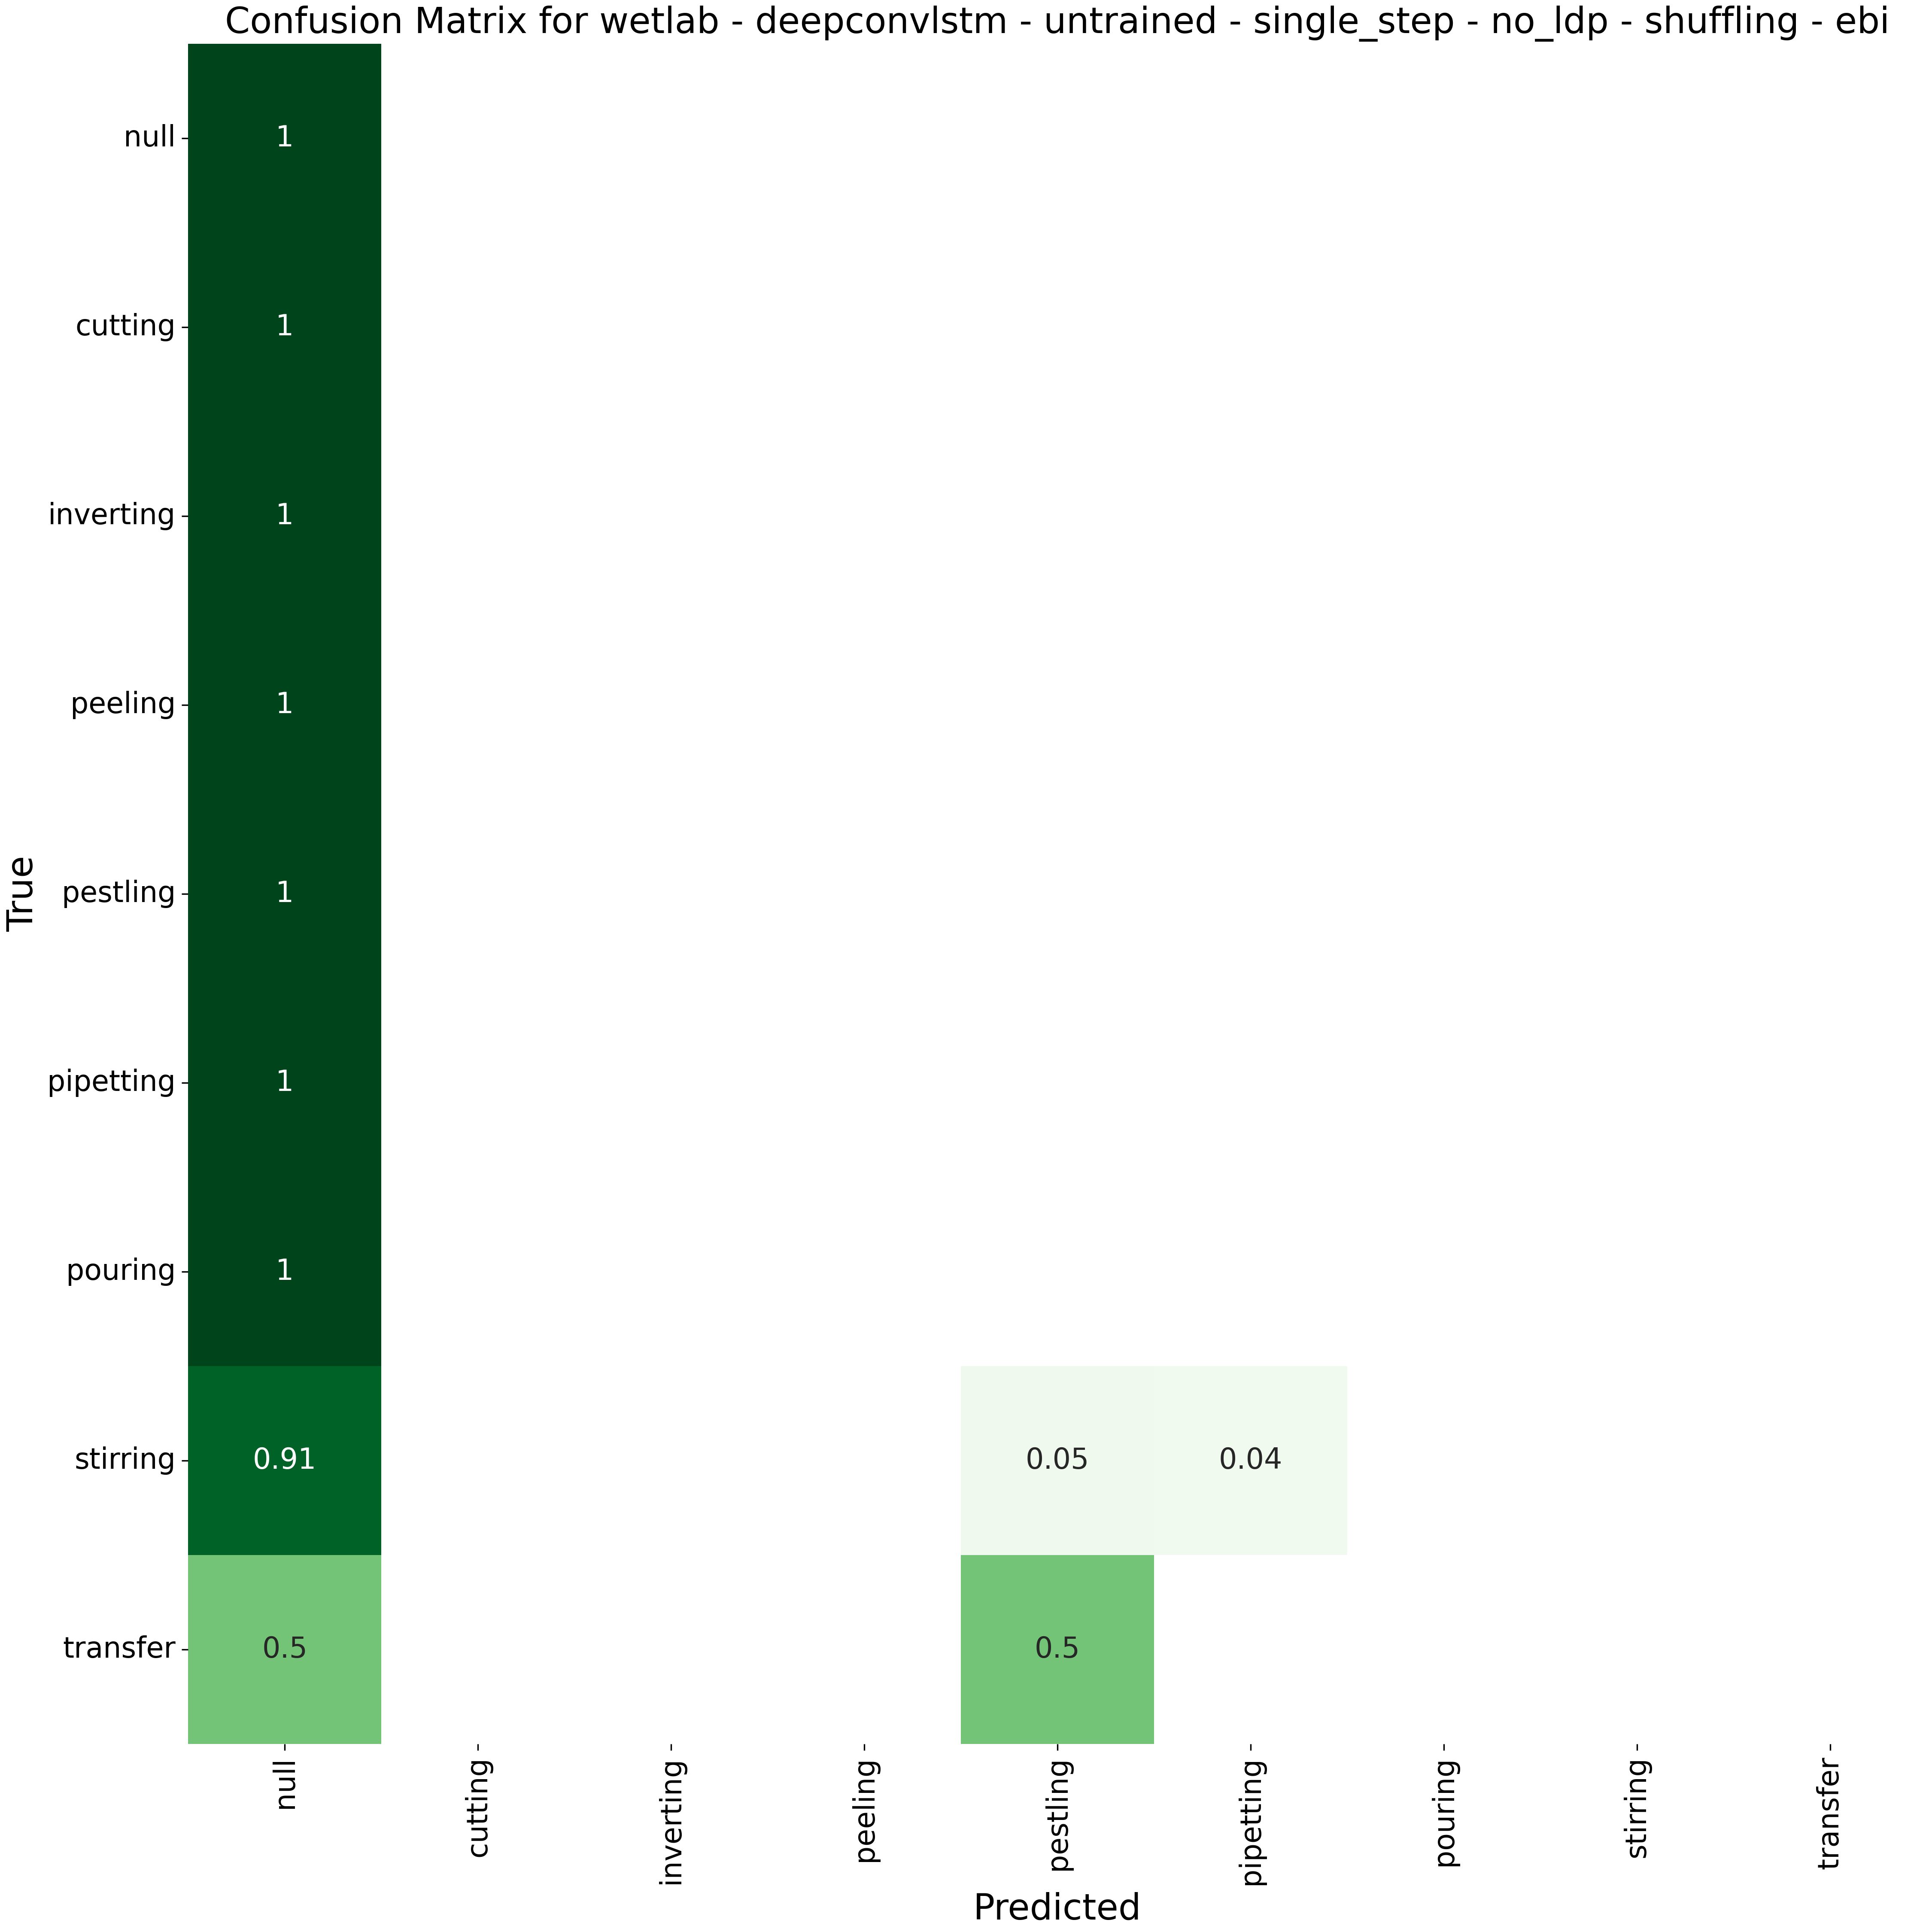 Confusion Matrix for wetlab - deepconvlstm - untrained - single_step - no_ldp - shuffling - ebi
True
null 1
cutting 1
inverting 1
peeling 1
pestling 1
pipetting 1
pouring 1
stirring 0.91 0.05 0.04
transfer 0.5 0.5
null cutting inverting peeling pestling pipetting pouring stirring transfer
Predicted